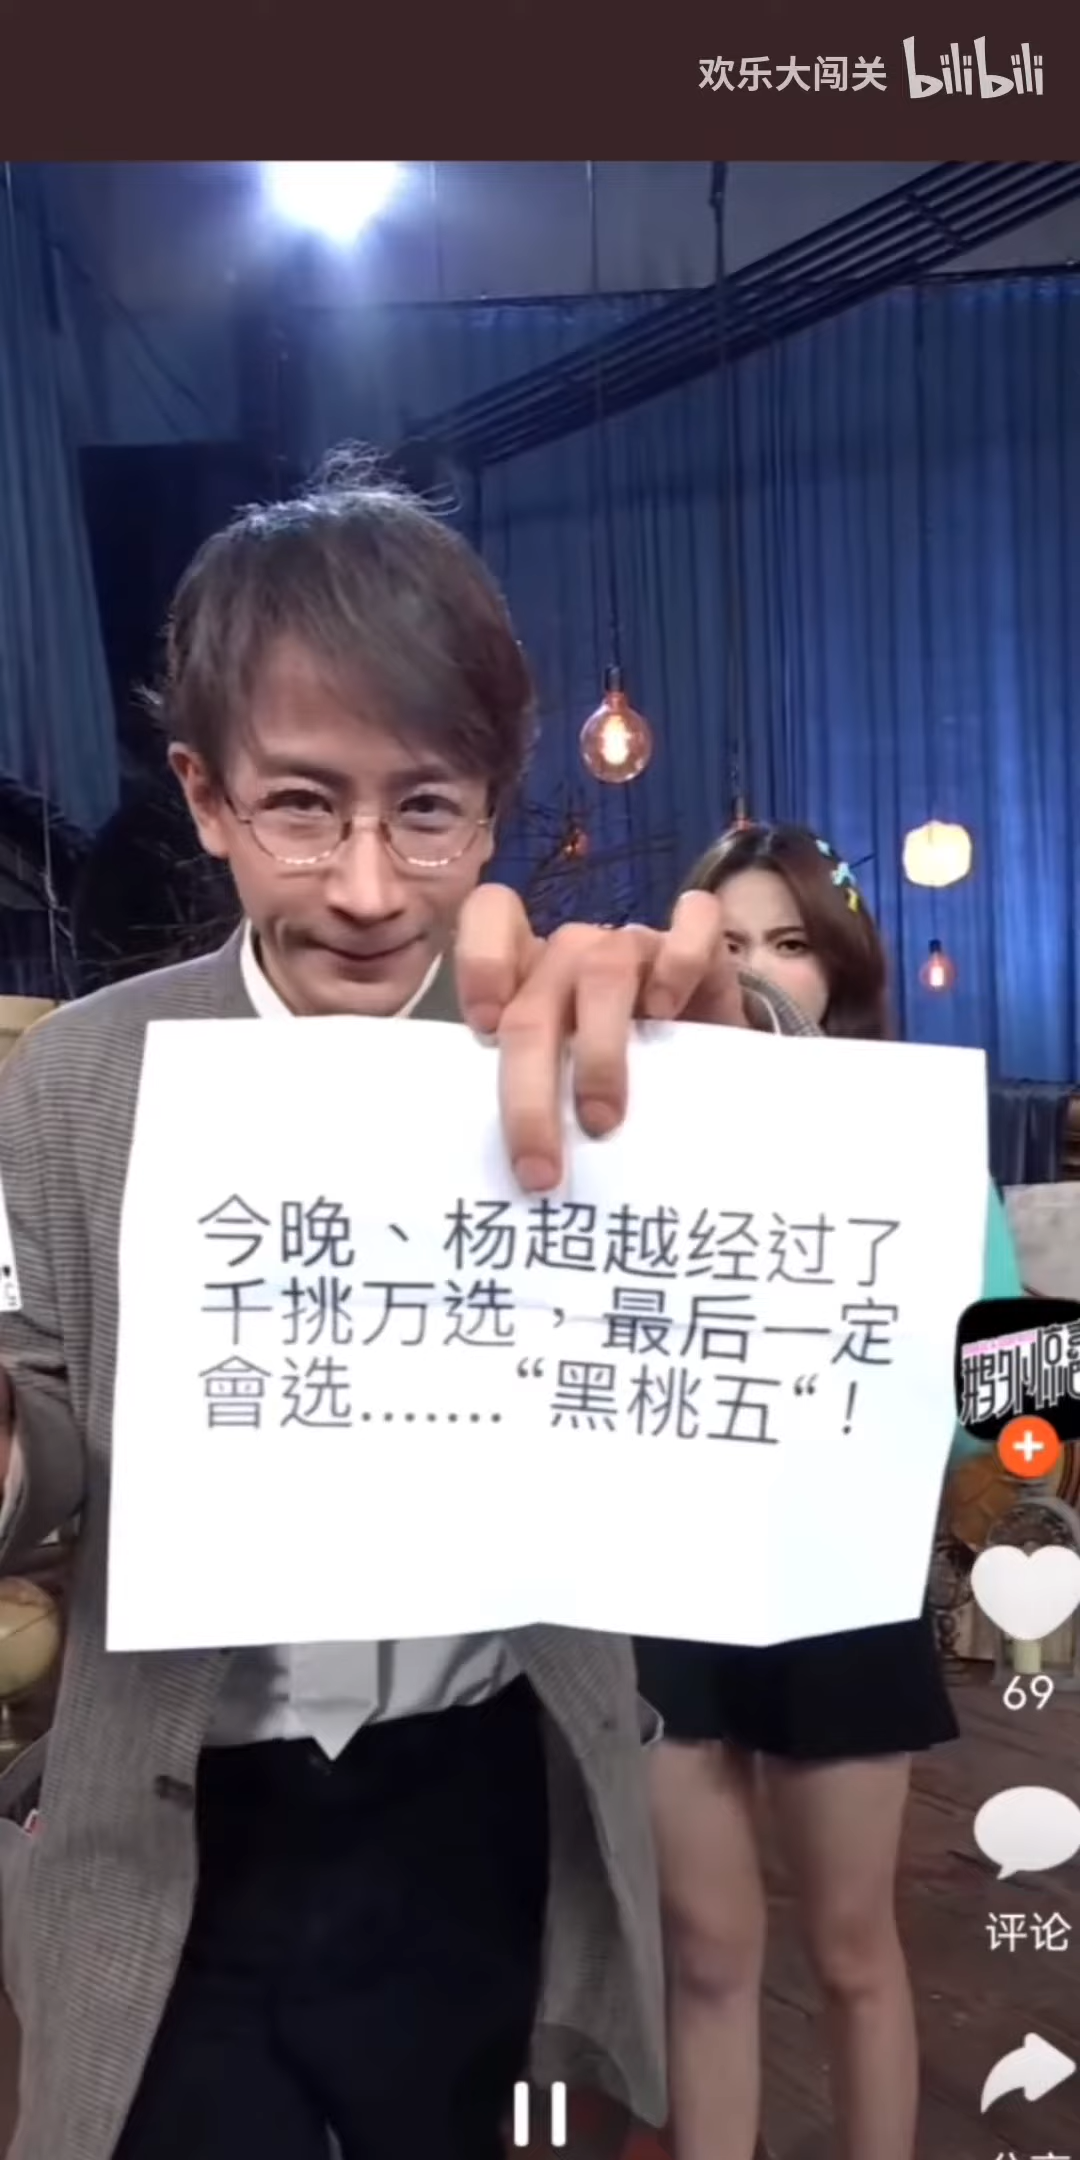 欢乐大闯关 bilibili
今晚、杨超越经过了
千挑万选，最后一定
會选.......“黑桃五“！
69
评论